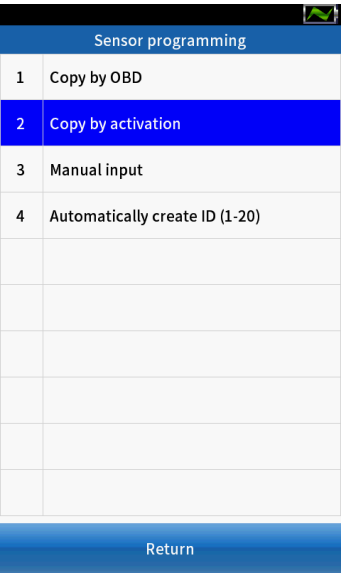 Sensor programming
1 Copy by OBD
2 Copy by activation
3 Manual input
4 Automatically create ID (1-20)
Return